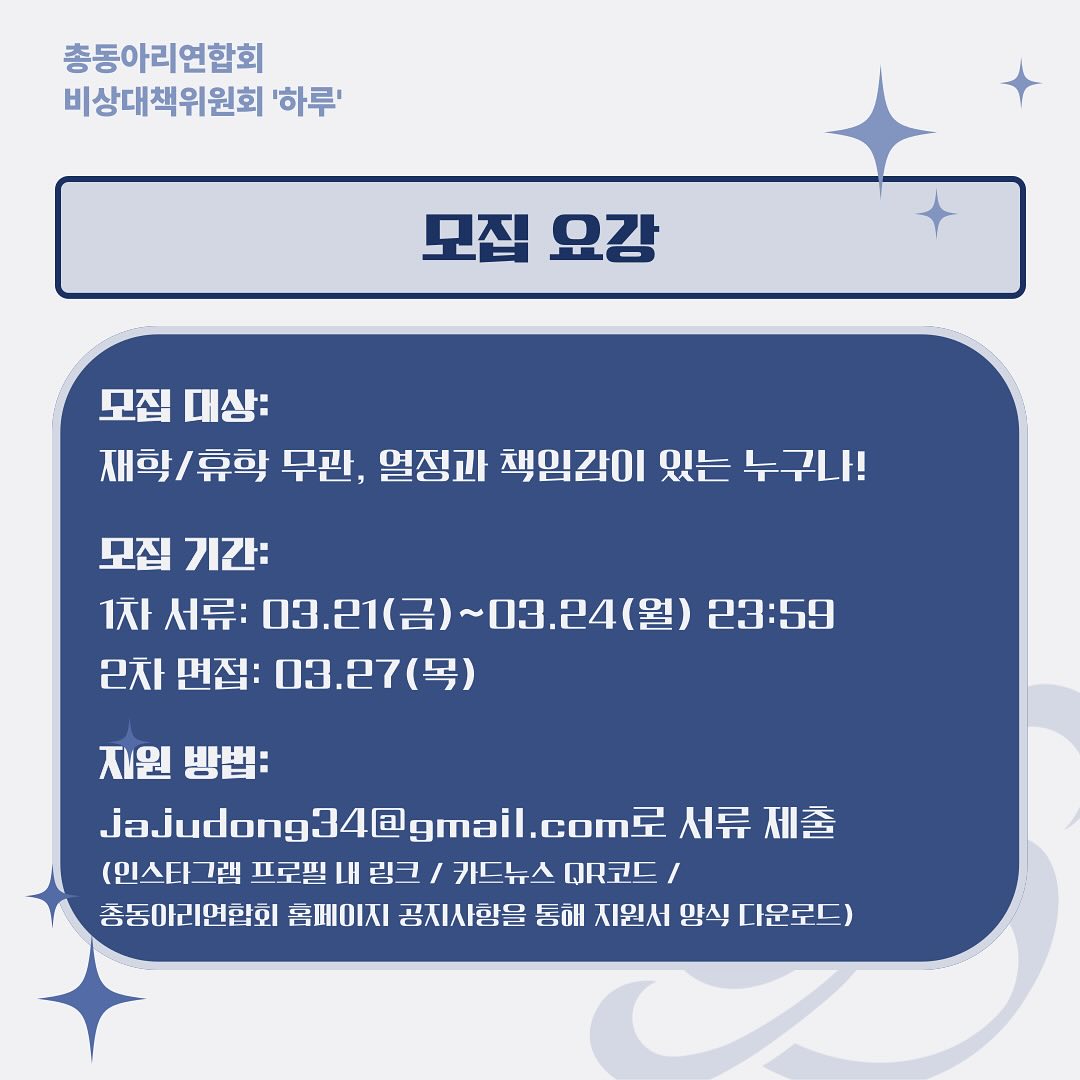 총동아리연합회
비상대책위원회 '하루'
모집 요강
모집 대상:
재학/휴학 무관, 열정과 책임감이 있는 누구나!
모집 기간:
1차 서류: 03.21(금)~03.24(월) 23:59
2차 면접: 03.27(목)
지원 방법:
jajudong34@gmail.com로 서류 제출
(인스타그램 프로필 내 링크 / 카드뉴스 QR코드 /
총동아리연합회 홈페이지 공지사항을 통해 지원서 양식 다운로드)